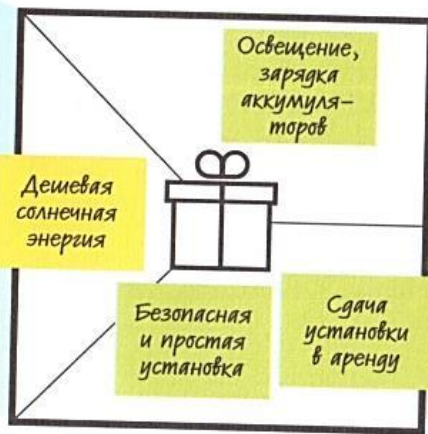 Освещение,
зарядка
аккумуля-
торов
Дешевая
солнечная
энергия
Безопасная
и простая
установка
Сдача
установки
в аренду